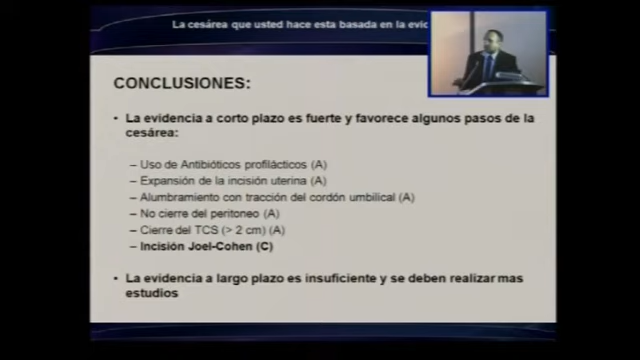 La cesárea que usted hace esta basada en la evid
CONCLUSIONES:
• La evidencia a corto plazo es fuerte y favorece algunos pasos de la
cesárea:
– Uso de Antibióticos profilácticos (A)
– Expansión de la incisión uterina (A)
– Alumbramiento con tracción del cordón umbilical (A)
– No cierre del peritoneo (A)
– Cierre del TCS (> 2 cm) (A)
– Incisión Joel-Cohen (C)
• La evidencia a largo plazo es insuficiente y se deben realizar mas
estudios